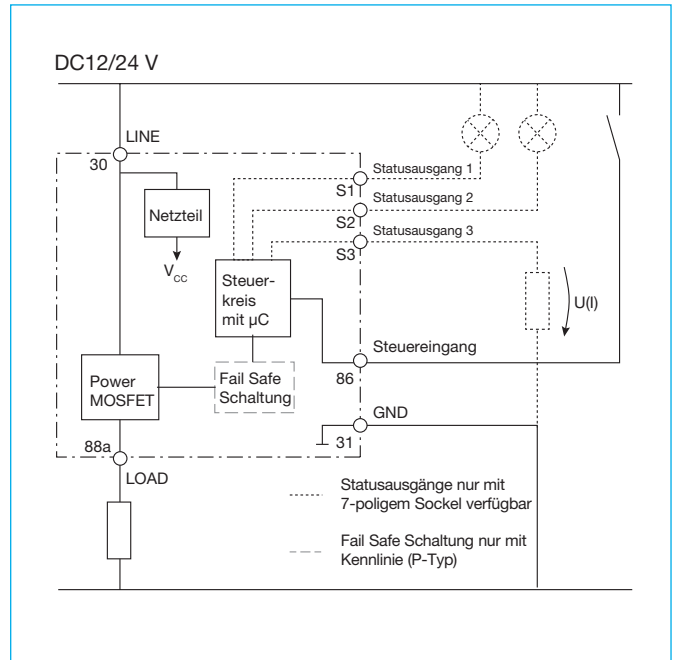 DC12/24 V
LINE
30
Statusausgang 1
S1
Statusausgang 2
S2
Statusausgang 3
S3
Netzteil
VCC
Steuer-
kreis
mit µC
U(I)
Steuereingang
86
Power
MOSFET
Fail Safe
Schaltung
GND
31
88a
LOAD
Statusausgänge nur mit
7-poligem Sockel verfügbar
Fail Safe Schaltung nur mit
Kennlinie (P-Typ)